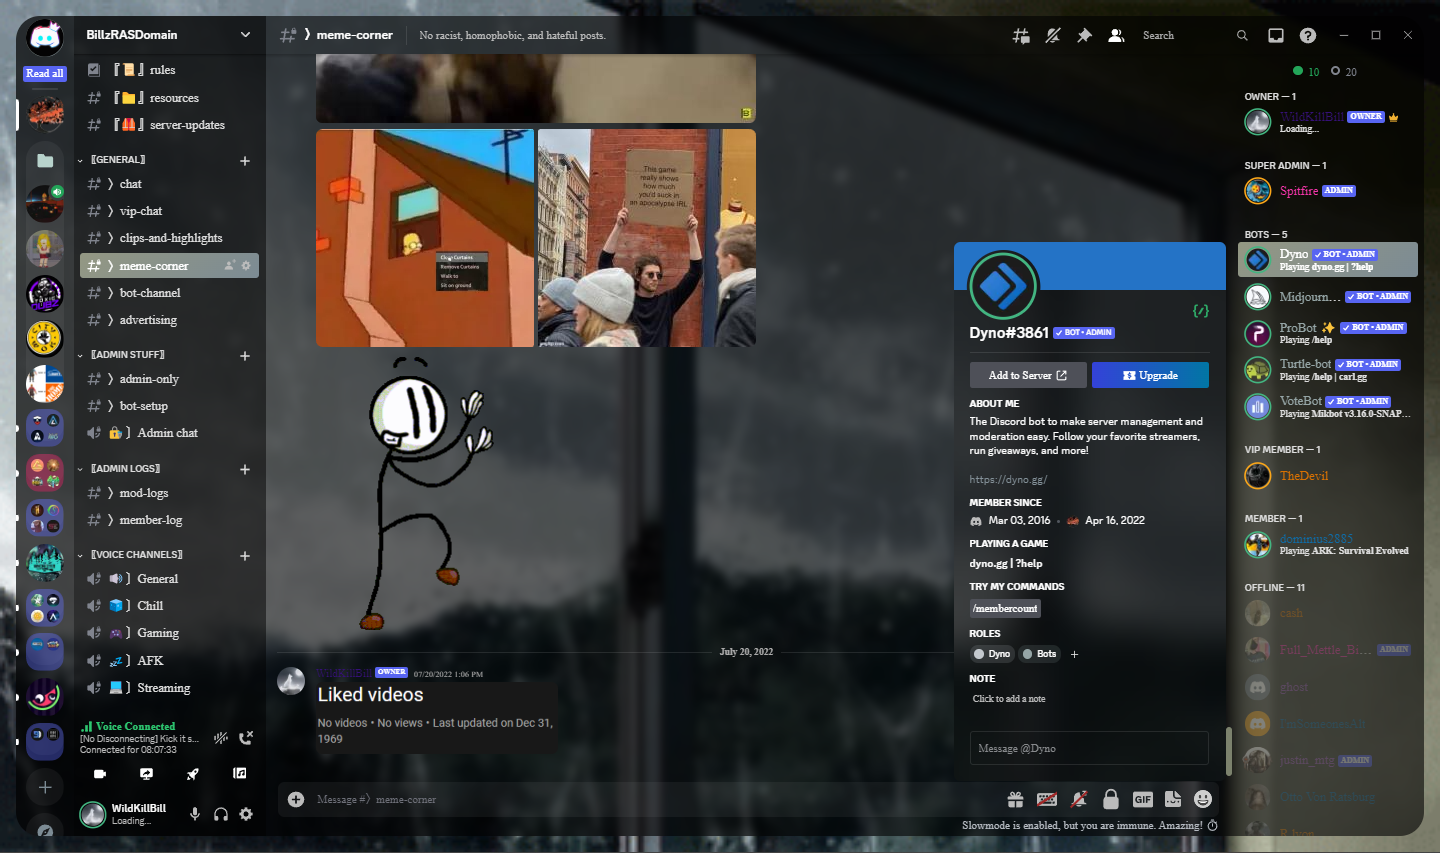 Read all
BillzRASDomain
rules
resources
server-updates
〚GENERAL〛
chat
vip-chat
clips-and-highlights
meme-corner
bot-channel
advertising
〚ADMIN STUFF〛
admin-only
bot-setup
Admin chat
〚ADMIN LOGS〛
mod-logs
member-log
〚VOICE CHANNELS〛
General
Chill
Gaming
AFK
Streaming
Voice Connected
[No Disconnecting] Kick it s...
Connected for 08:07:33
WildKillBill
Loading...
meme-corner
No racist, homophobic, and hateful posts.
Search
Close Curtains
Remove Curtains
Walk to
Sit on ground
This game
really shows
how much
you'd suck in
an apocalypse IRL
July 20, 2022
WildKillBill OWNER 07/20/2022 1:06 PM
Liked videos
No videos • No views • Last updated on Dec 31,
1969
Message #〉meme-corner
GIF
Slowmode is enabled, but you are immune. Amazing!
Dyno#3861 ✓ BOT • ADMIN
Add to Server
Upgrade
ABOUT ME
The Discord bot to make server management and
moderation easy. Follow your favorite streamers,
run giveaways, and more!
https://dyno.gg/
MEMBER SINCE
Mar 03, 2016 • Apr 16, 2022
PLAYING A GAME
dyno.gg | ?help
TRY MY COMMANDS
/membercount
ROLES
Dyno Bots +
NOTE
Click to add a note
Message @Dyno
10 20
OWNER — 1
WildKillBill OWNER
Loading...
SUPER ADMIN — 1
Spitfire ADMIN
BOTS — 5
Dyno ✓ BOT • ADMIN
Playing dyno.gg | ?help
Midjourn... ✓ BOT • ADMIN
ProBot ✨ ✓ BOT • ADMIN
Playing /help
Turtle-bot ✓ BOT • ADMIN
Playing /help | carl.gg
VoteBot ✓ BOT • ADMIN
Playing Mikbot v3.16.0-SNAP...
VIP MEMBER — 1
TheDevil
MEMBER — 1
dominius2885
Playing ARK: Survival Evolved
OFFLINE — 11
cash
Full_Mettle_Bi... ADMIN
ghost
justin_mtg ADMIN